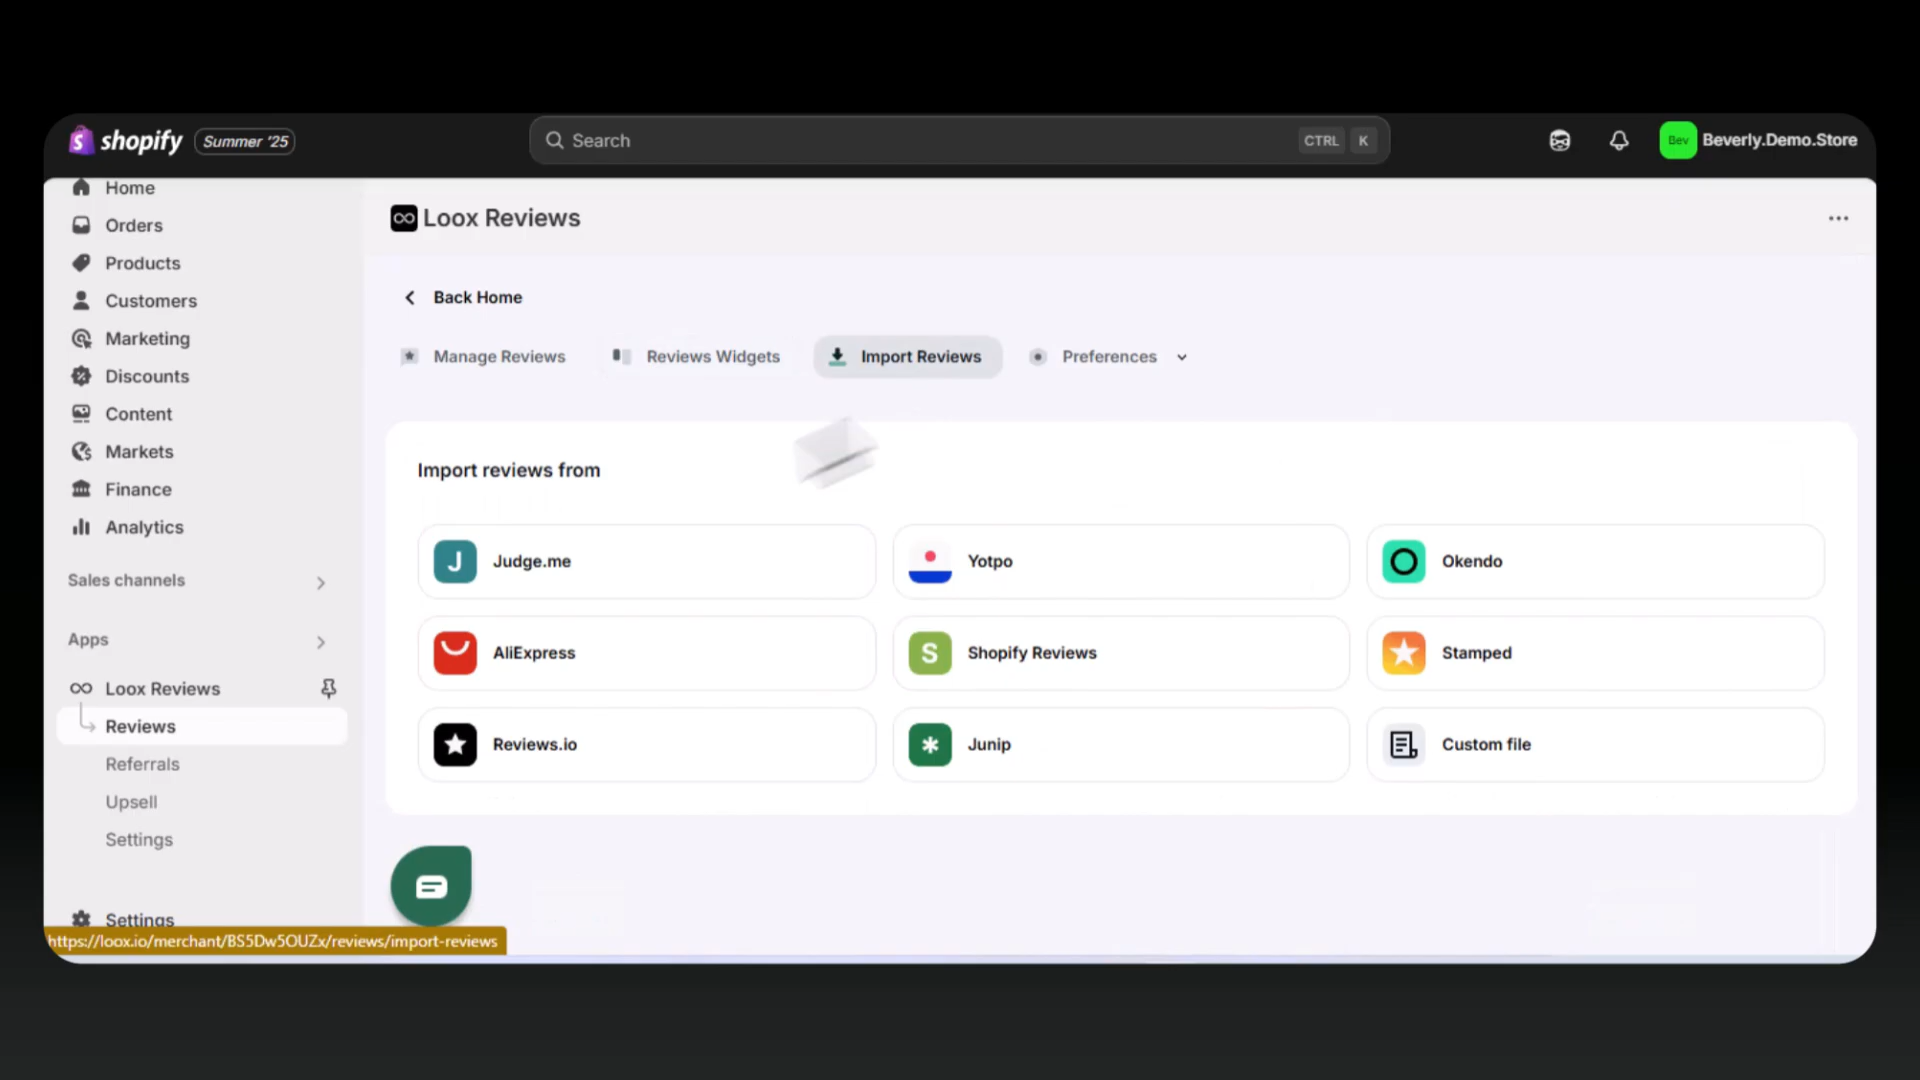 shopify Summer '25
Search CTRL K
Bev Beverly.Demo.Store
Home
Orders
Products
Customers
Marketing
Discounts
Content
Markets
Finance
Analytics
Sales channels
Apps
Loox Reviews
Reviews
Referrals
Upsell
Settings
Settings
https://loox.io/merchant/BS5Dw5OUZx/reviews/import-reviews
Loox Reviews
Back Home
Manage Reviews Reviews Widgets Import Reviews Preferences
Import reviews from
J Judge.me Yotpo Okendo
AliExpress S Shopify Reviews Stamped
Reviews.io Junip Custom file